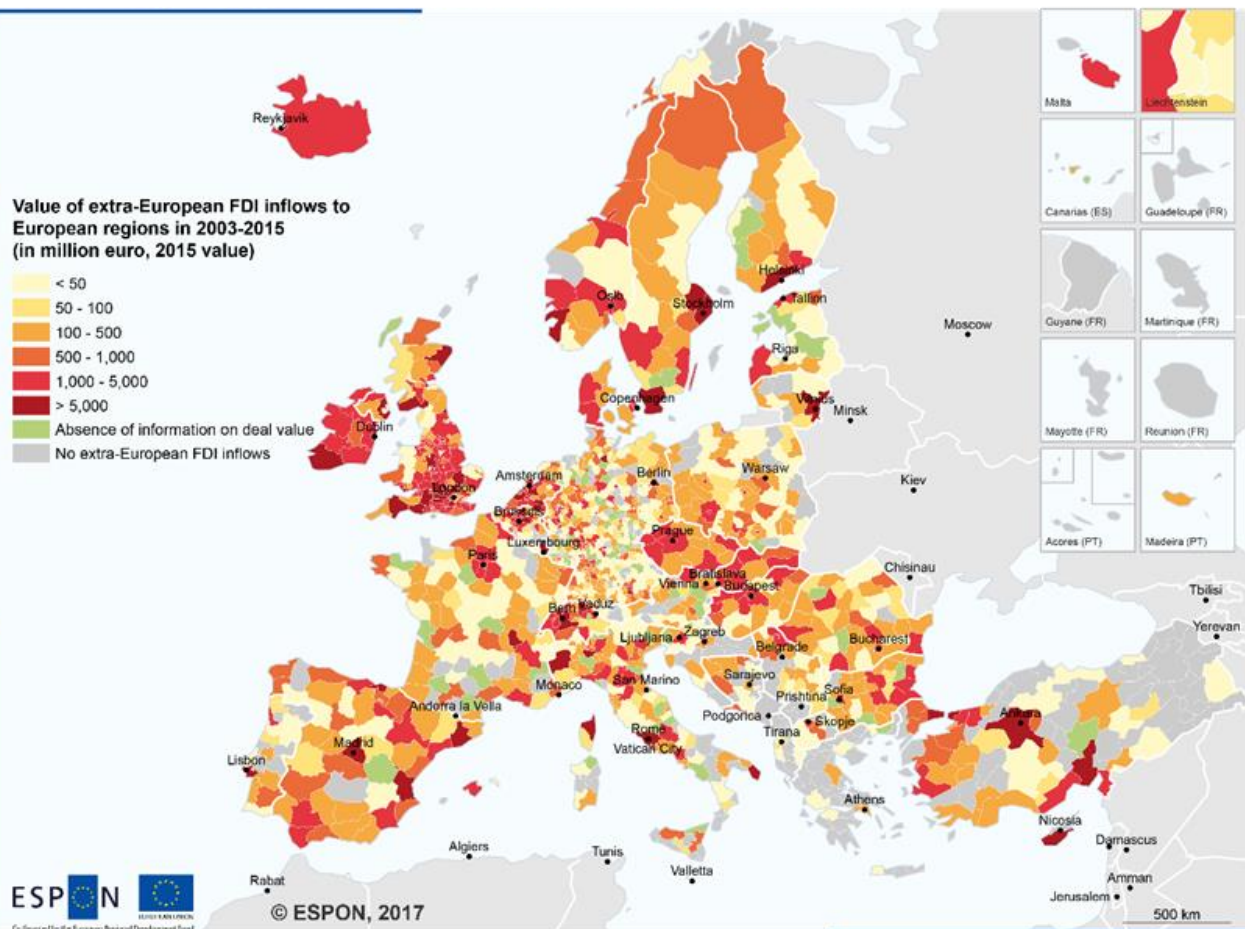 Value of extra-European FDI inflows to
European regions in 2003-2015
(in million euro, 2015 value)
< 50
50 - 100
100 - 500
500 - 1,000
1,000 - 5,000
> 5,000
Absence of information on deal value
No extra-European FDI inflows
Reykjavik
Oslo
Stockholm
Helsinki
Tallinn
Riga
Moscow
Copenhagen
Vilnius
Minsk
Dublin
London
Amsterdam
Berlin
Warsaw
Kiev
Brussels
Luxembourg
Prague
Paris
Vienna
Bratislava
Budapest
Chisinau
Bern
Vaduz
Ljubljana
Zagreb
Belgrade
Bucharest
Tbilisi
Yerevan
Monaco
San Marino
Sarajevo
Prishtina
Sofia
Andorra la Vella
Podgorica
Skopje
Rome
Vatican City
Tirana
Ankara
Madrid
Lisbon
Athens
Nicosia
Damascus
Algiers
Tunis
Valletta
Rabat
Amman
Jerusalem
Malta
Liechtenstein
Canarias (ES)
Guadeloupe (FR)
Guyane (FR)
Martinique (FR)
Mayotte (FR)
Reunion (FR)
Acores (PT)
Madeira (PT)
ESPON
EUROPEAN UNION
© ESPON, 2017
500 km